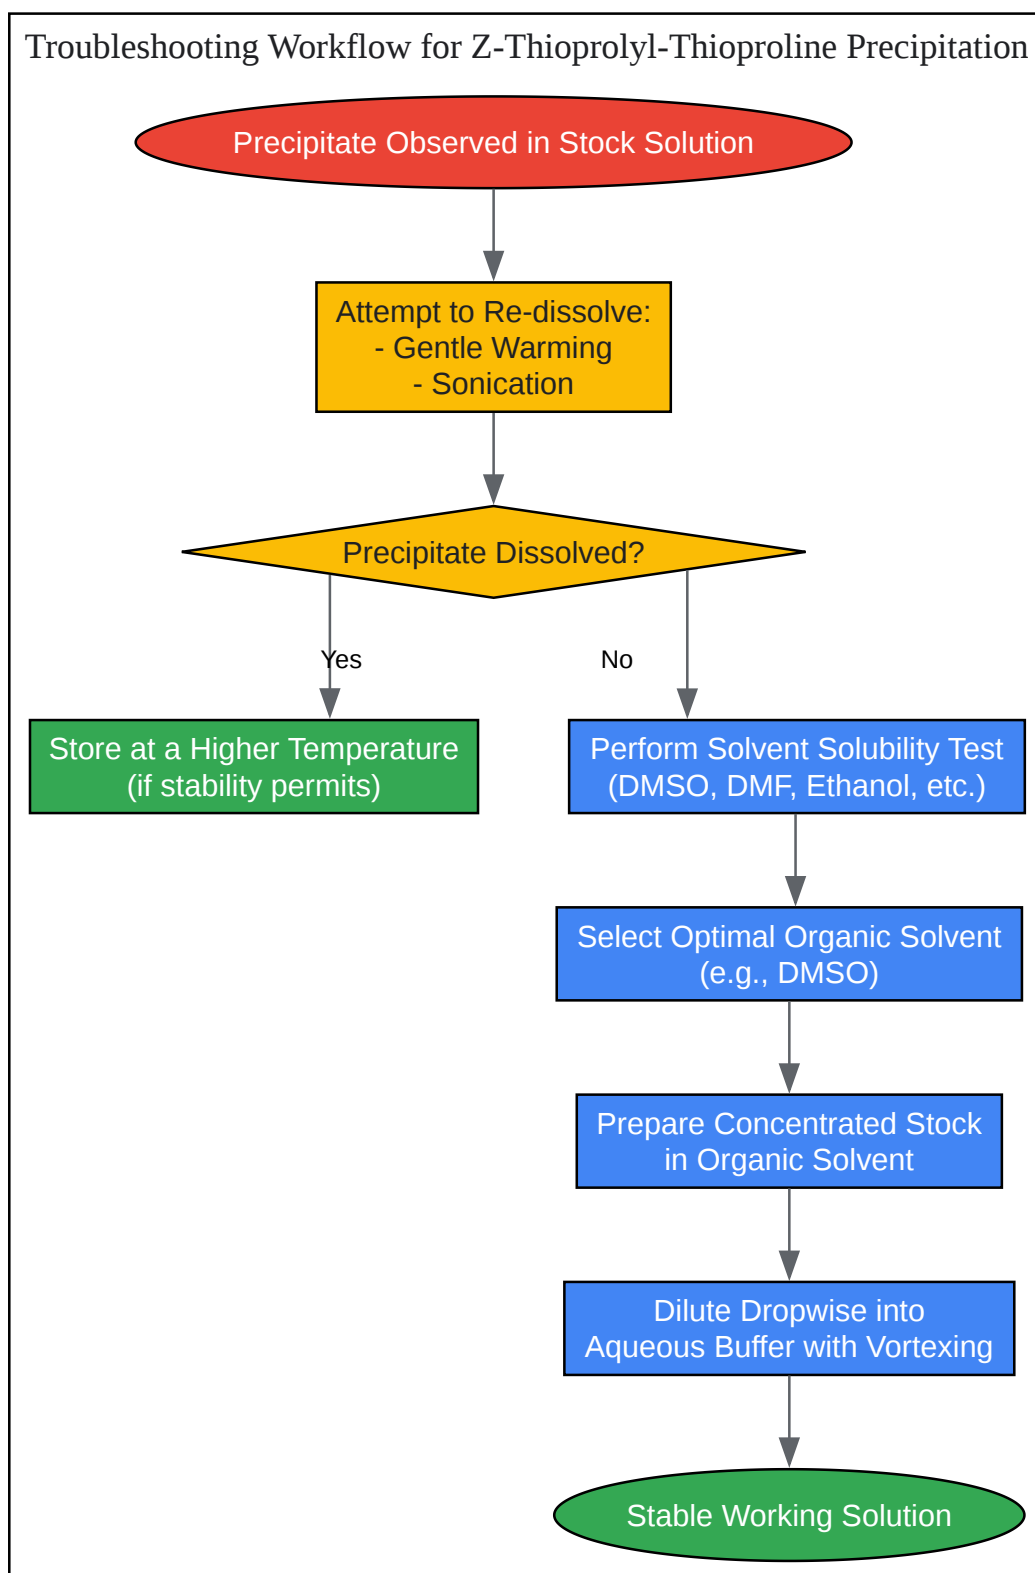 Troubleshooting Workflow for Z-Thioprolyl-Thioproline Precipitation
Precipitate Observed in Stock Solution
Attempt to Re-dissolve:
- Gentle Warming
- Sonication
Precipitate Dissolved?
Yes
No
Store at a Higher Temperature
(if stability permits)
Perform Solvent Solubility Test
(DMSO, DMF, Ethanol, etc.)
Select Optimal Organic Solvent
(e.g., DMSO)
Prepare Concentrated Stock
in Organic Solvent
Dilute Dropwise into
Aqueous Buffer with Vortexing
Stable Working Solution